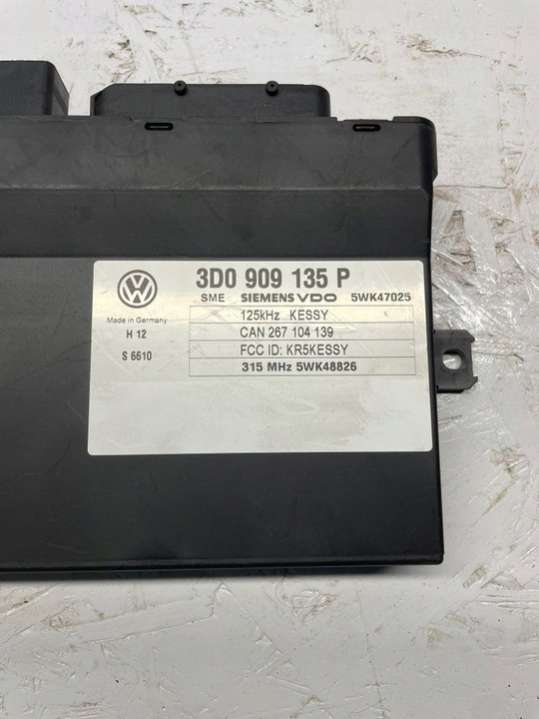 3D0 909 135 P
SME SIEMENS VDO 5WK47025
Made in Germany
125kHz KESSY
H 12
CAN 267 104 139
S 6610
FCC ID: KR5KESSY
315 MHz 5WK48826